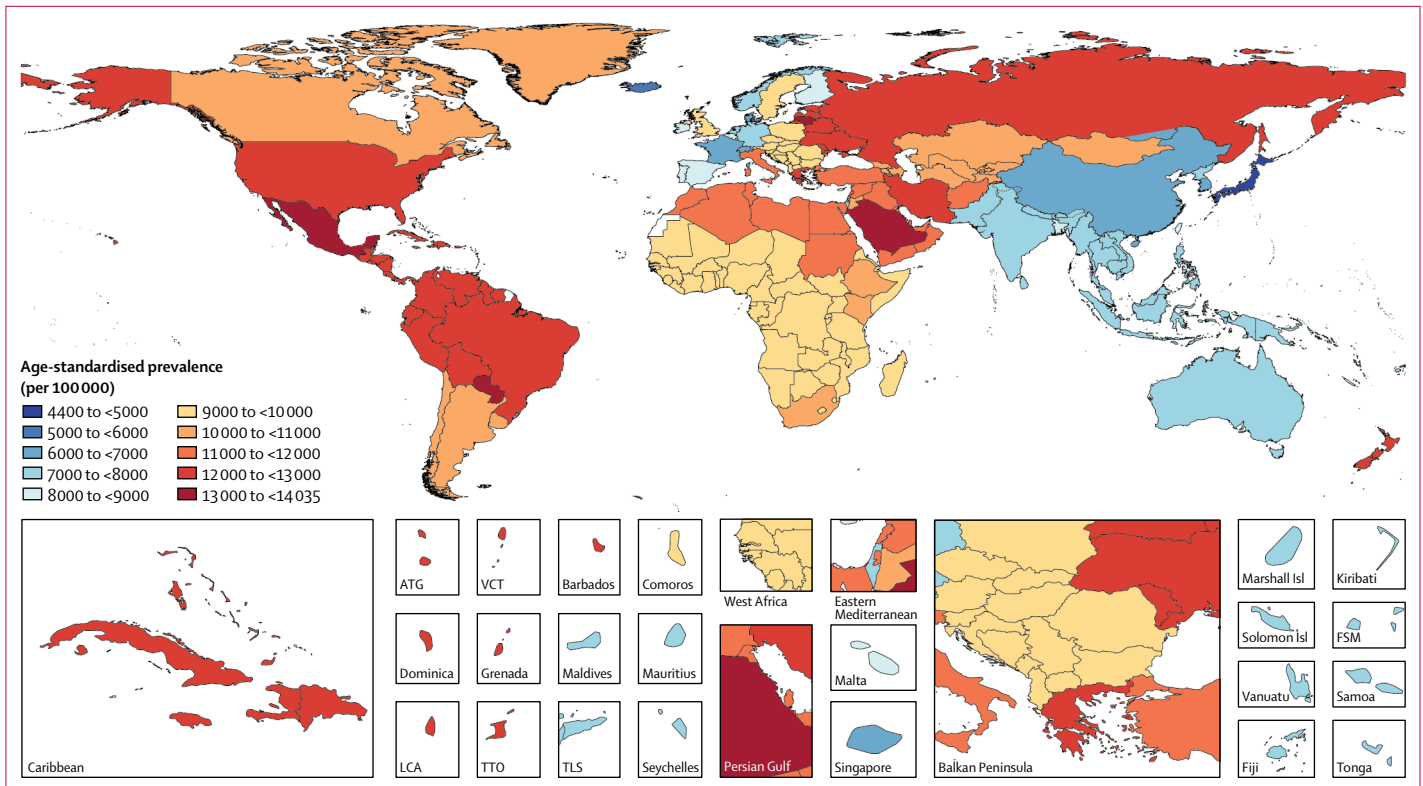 Age-standardised prevalence
(per 100 000)
4400 to <5000
5000 to <6000
6000 to <7000
7000 to <8000
8000 to <9000
9000 to <10 000
10 000 to <11 000
11 000 to <12 000
12 000 to <13 000
13 000 to <14 035
Caribbean
ATG
VCT
Barbados
Comoros
West Africa
Eastern
Mediterranean
Dominica
Grenada
Maldives
Mauritius
LCA
TTO
TLS
Seychelles
Persian Gulf
Malta
Singapore
Balkan Peninsula
Marshall Isl
Kiribati
Solomon Isl
FSM
Vanuatu
Samoa
Fiji
Tonga